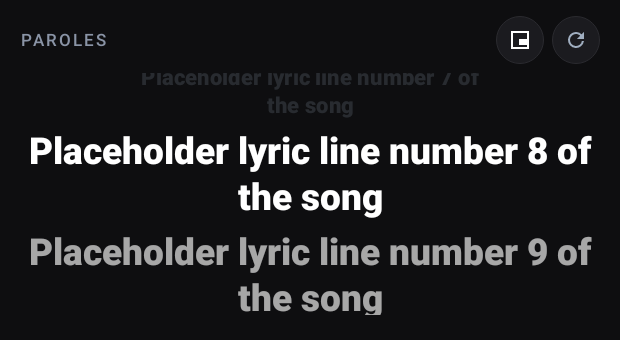 PAROLES
Placeholder lyric line number 7 of
the song
Placeholder lyric line number 8 of
the song
Placeholder lyric line number 9 of
the song